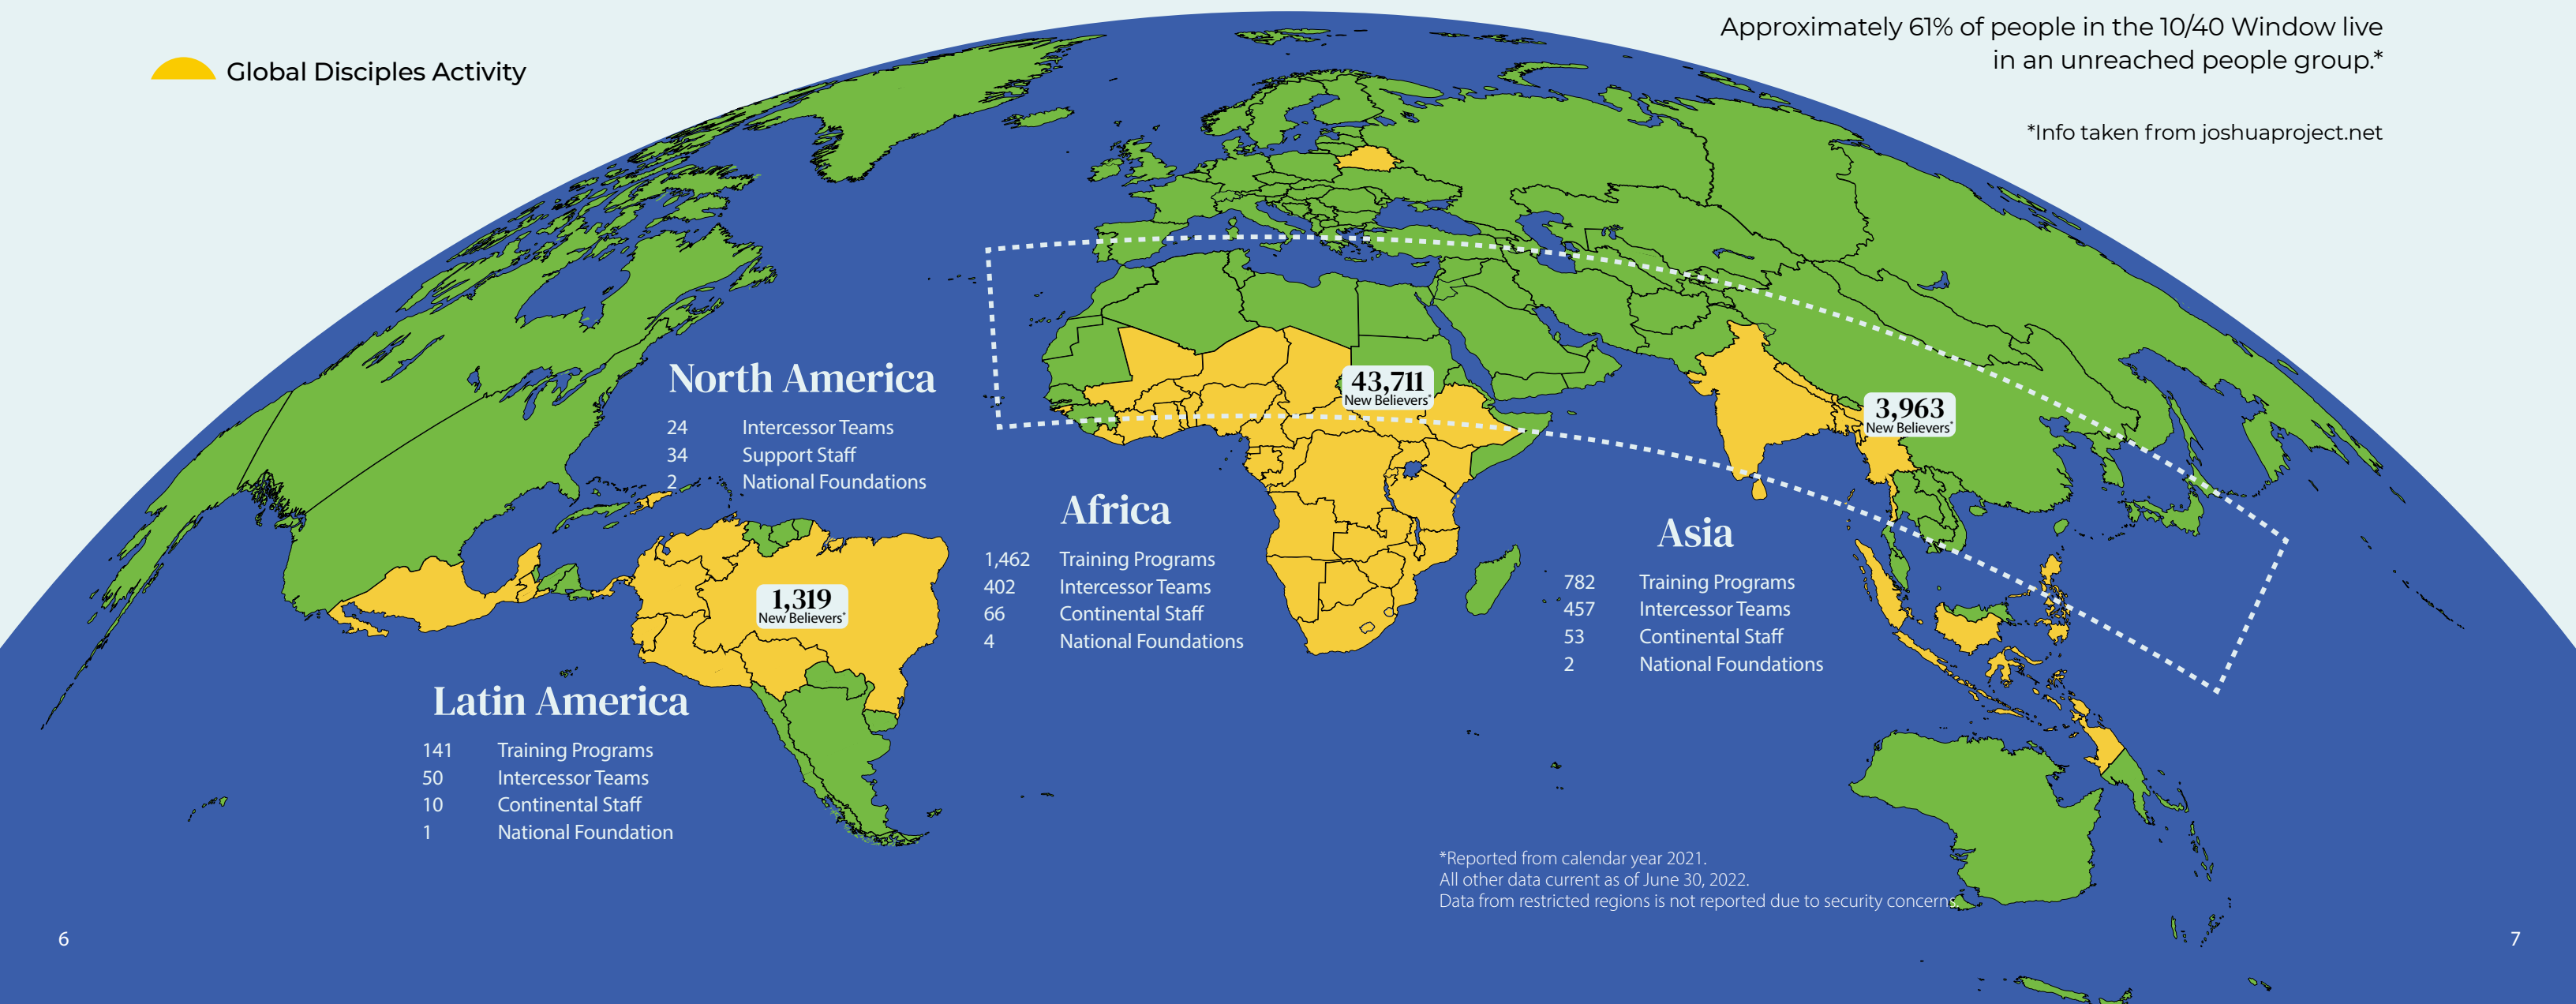 Global Disciples Activity
Approximately 61% of people in the 10/40 Window live
in an unreached people group.*
*Info taken from joshuaproject.net
North America
24 Intercessor Teams
34 Support Staff
2 National Foundations
43,711
New Believers*
3,963
New Believers*
1,319
New Believers*
Africa
1,462 Training Programs
402 Intercessor Teams
66 Continental Staff
4 National Foundations
Asia
782 Training Programs
457 Intercessor Teams
53 Continental Staff
2 National Foundations
Latin America
141 Training Programs
50 Intercessor Teams
10 Continental Staff
1 National Foundation
*Reported from calendar year 2021.
All other data current as of June 30, 2022.
Data from restricted regions is not reported due to security concerns.
6
7